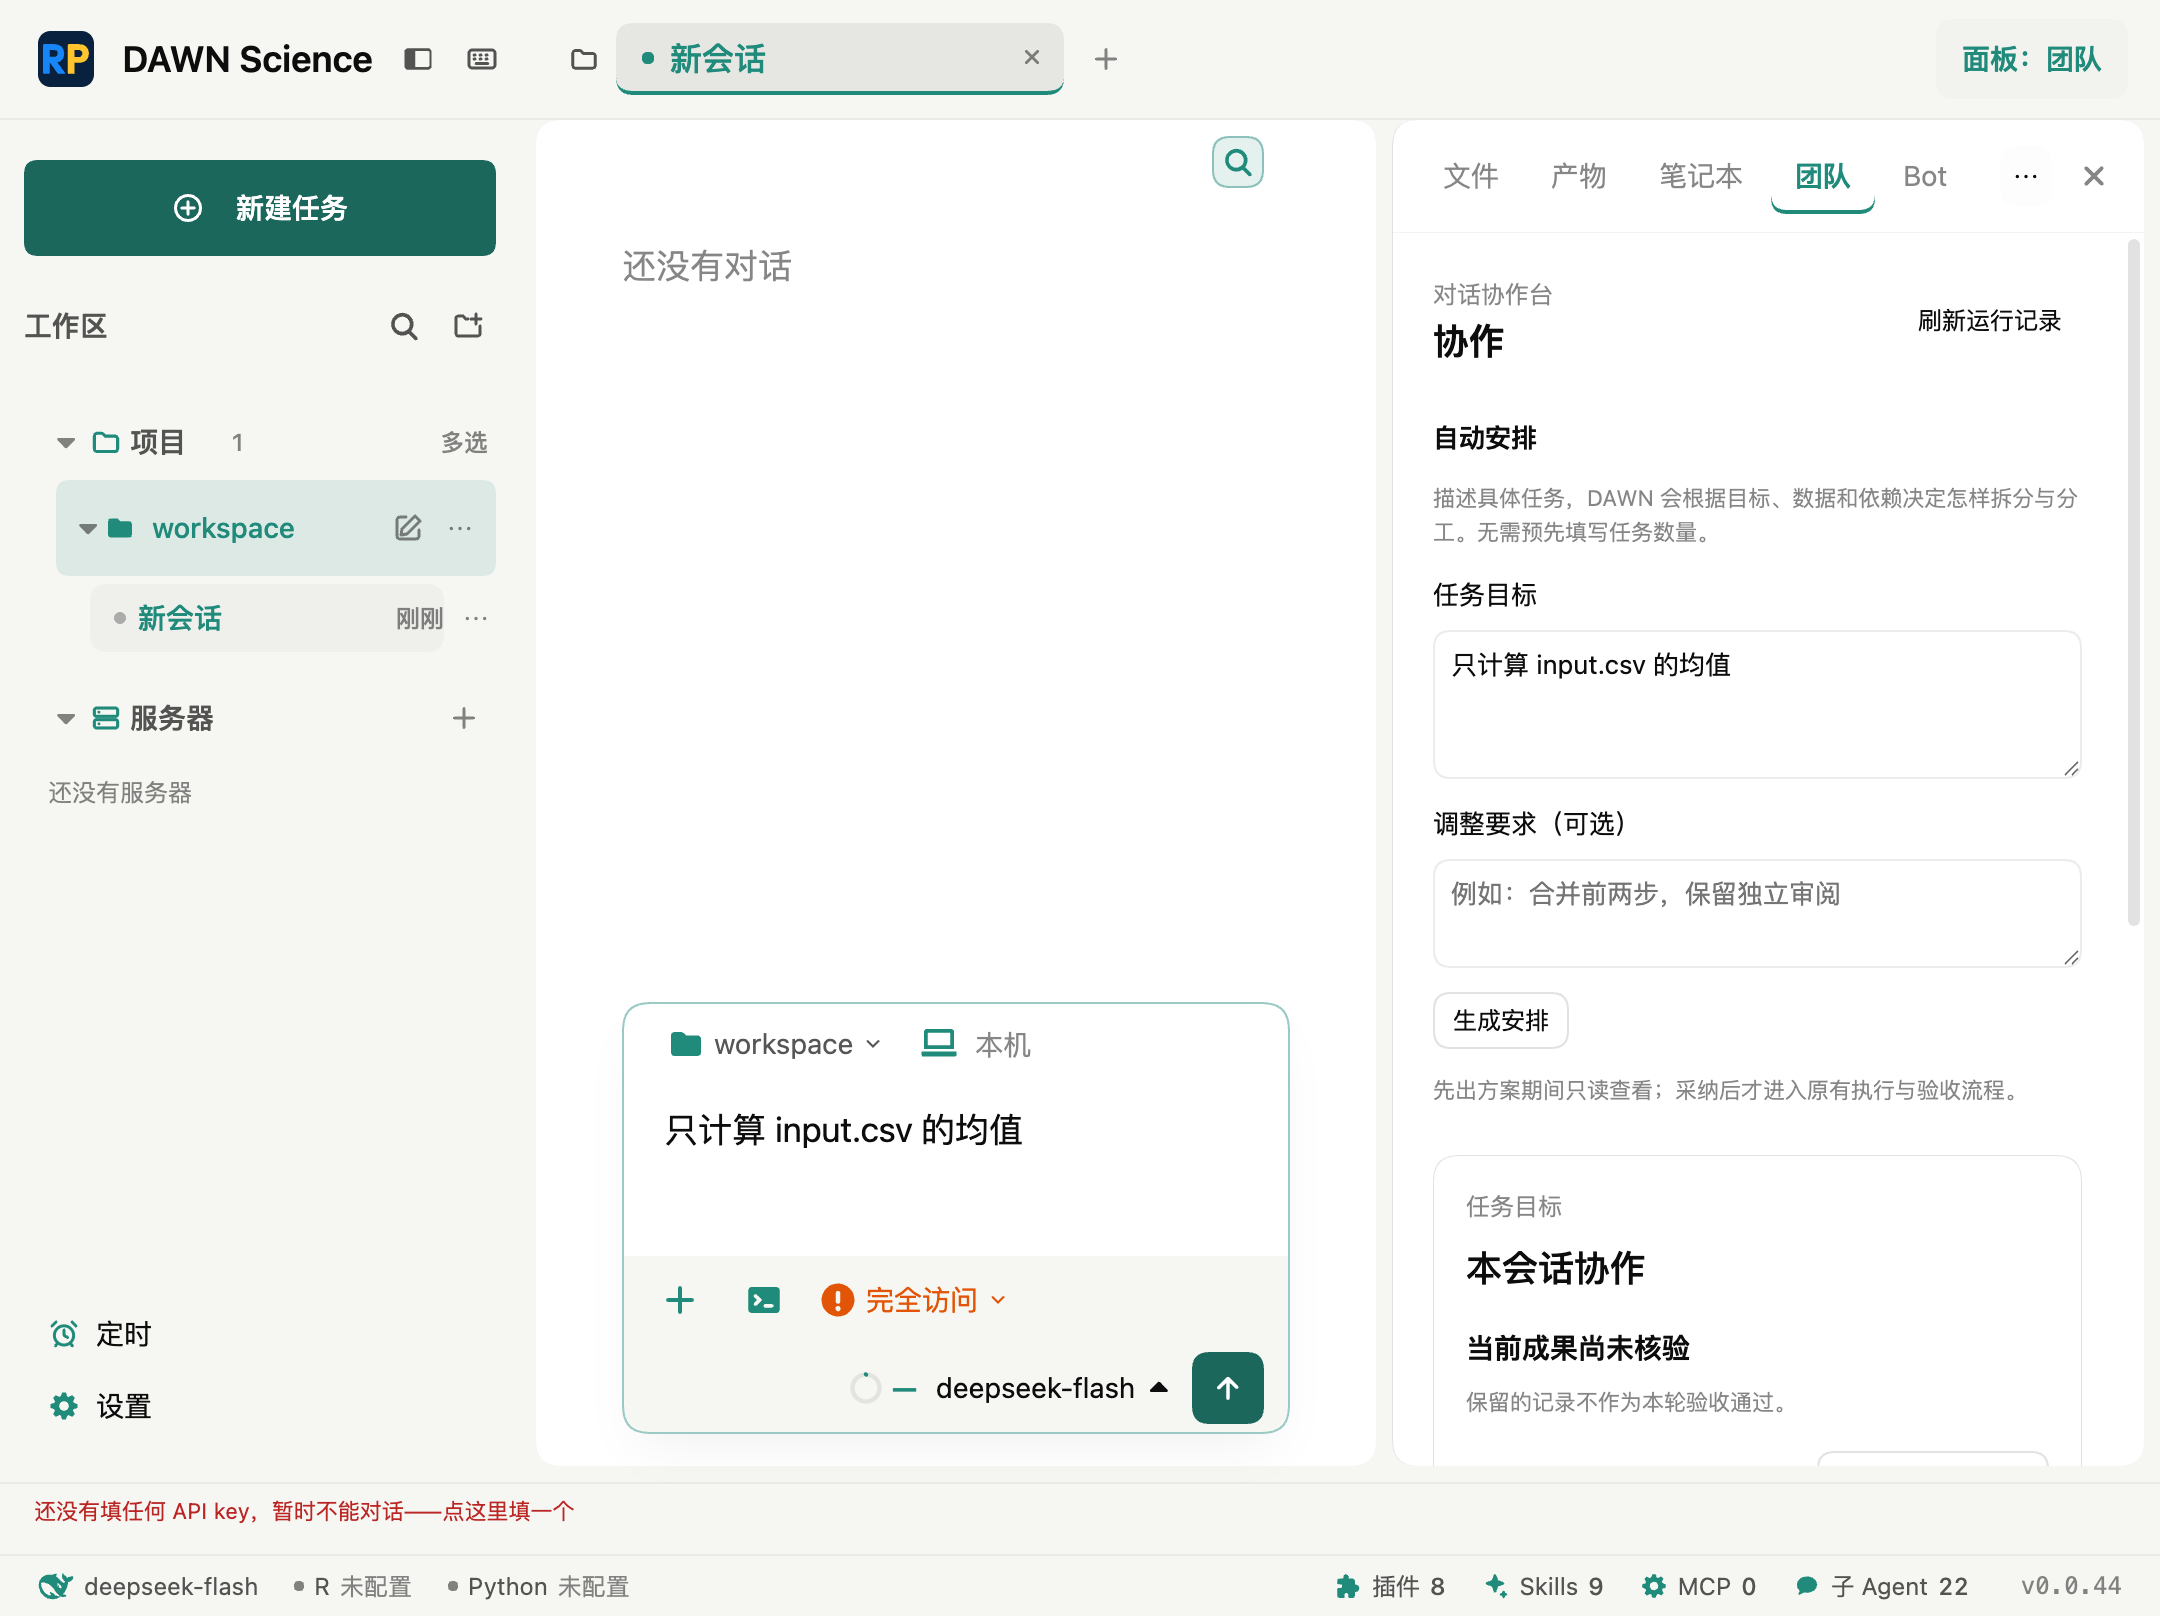 RP DAWN Science
新会话
面板：团队
新建任务
工作区
项目 1 多选
workspace
新会话 刚刚
服务器
还没有服务器
定时
设置
还没有对话
workspace 本机
只计算 input.csv 的均值
完全访问
deepseek-flash
文件 产物 笔记本 团队 Bot
对话协作台
协作
刷新运行记录
自动安排
描述具体任务，DAWN 会根据目标、数据和依赖决定怎样拆分与分
工。无需预先填写任务数量。
任务目标
只计算 input.csv 的均值
调整要求（可选）
例如：合并前两步，保留独立审阅
生成安排
先出方案期间只读查看；采纳后才进入原有执行与验收流程。
任务目标
本会话协作
当前成果尚未核验
保留的记录不作为本轮验收通过。
还没有填任何 API key，暂时不能对话——点这里填一个
deepseek-flash R 未配置 Python 未配置 插件 8 Skills 9 MCP 0 子 Agent 22 v0.0.44